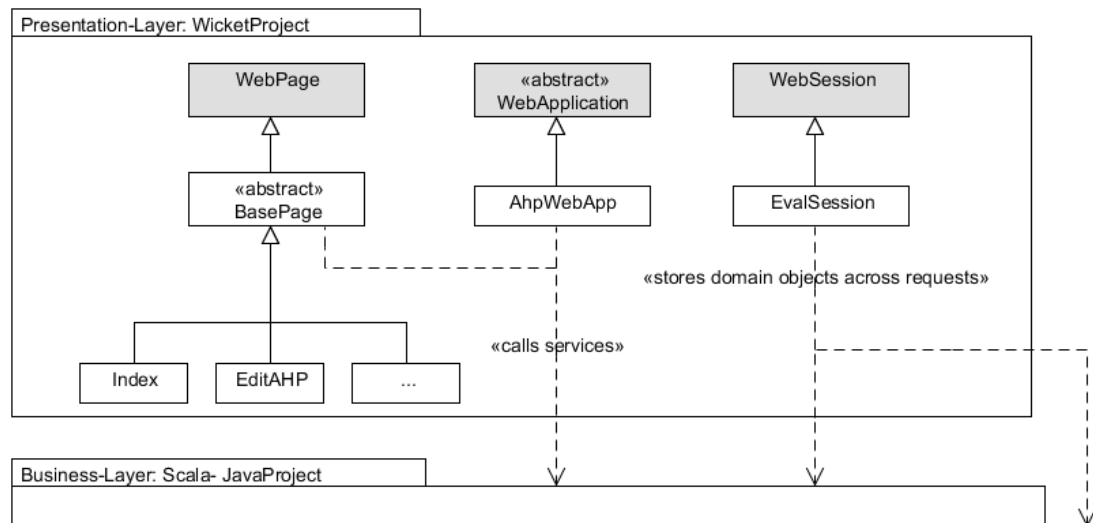 Presentation-Layer: WicketProject
WebPage
«abstract»
WebApplication
WebSession
«abstract»
BasePage
AhpWebApp
EvalSession
«stores domain objects across requests»
«calls services»
Index
EditAHP
...
Business-Layer: Scala- JavaProject